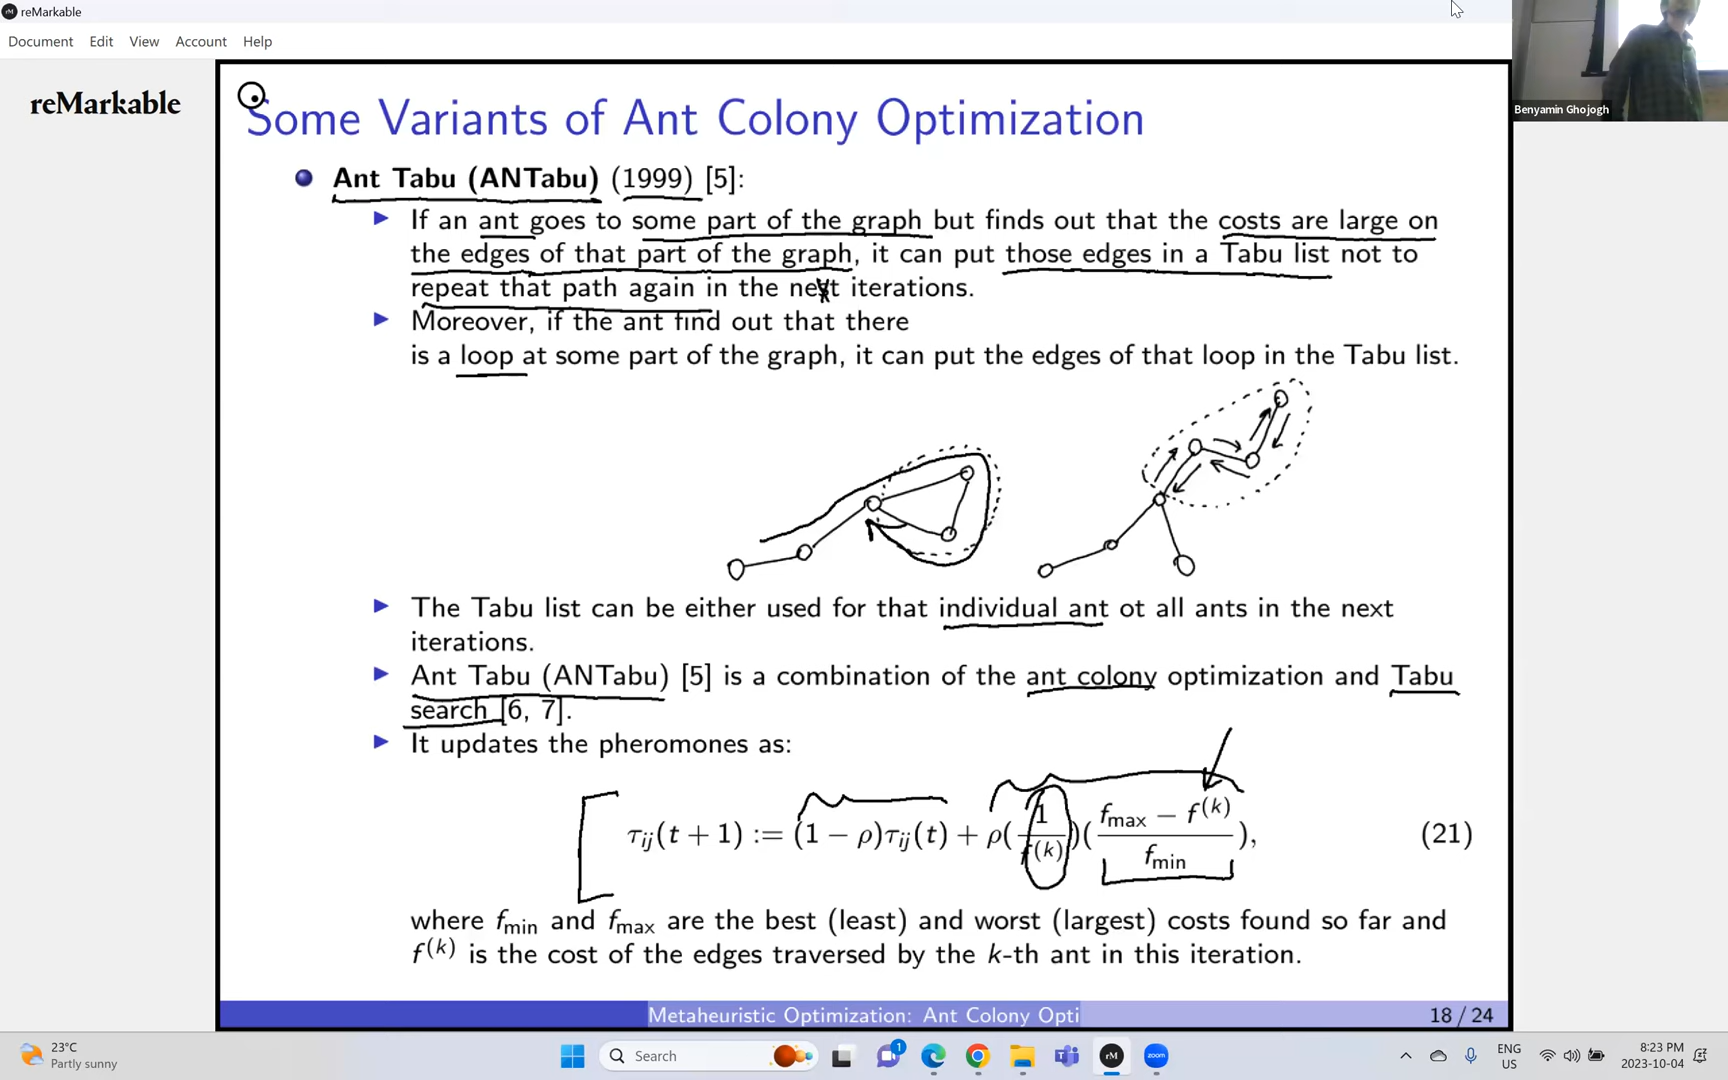 reMarkable
Document Edit View Account Help
Benyamin Ghojogh
reMarkable
Some Variants of Ant Colony Optimization
Ant Tabu (ANTabu) (1999) [5]:
If an ant goes to some part of the graph but finds out that the costs are large on
the edges of that part of the graph, it can put those edges in a Tabu list not to
repeat that path again in the next iterations.
Moreover, if the ant find out that there
is a loop at some part of the graph, it can put the edges of that loop in the Tabu list.
The Tabu list can be either used for that individual ant ot all ants in the next
iterations.
Ant Tabu (ANTabu) [5] is a combination of the ant colony optimization and Tabu
search [6, 7].
It updates the pheromones as:
τij(t + 1) := (1 − ρ)τij(t) + ρ(1/f(k))(fmax − f(k)/fmin), (21)
where fmin and fmax are the best (least) and worst (largest) costs found so far and
f(k) is the cost of the edges traversed by the k-th ant in this iteration.
Metaheuristic Optimization: Ant Colony Opti 18 / 24
23°C
Partly sunny
Search
1
rM
zoom
ENG
US
8:23 PM
2023-10-04